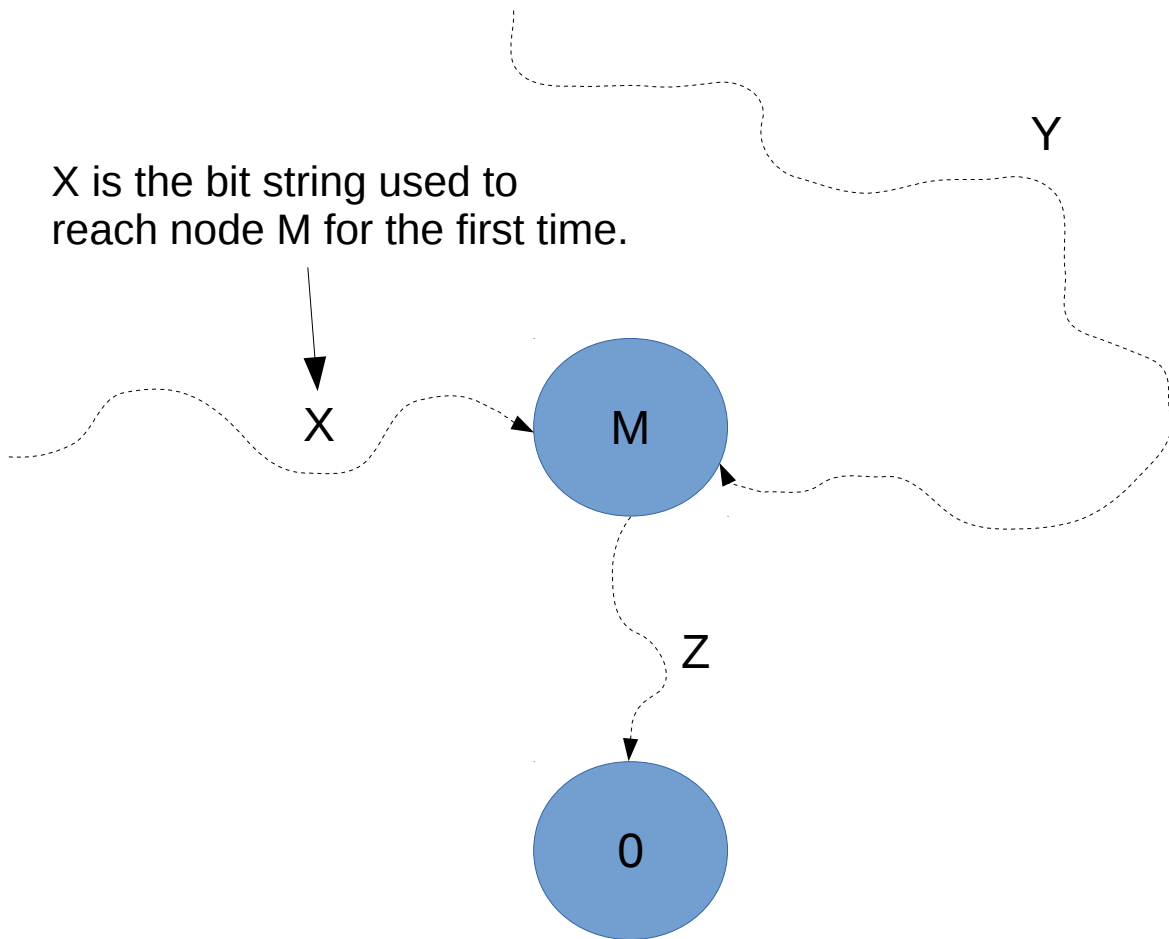 Y
X is the bit string used to
reach node M for the first time.
X
M
Z
0